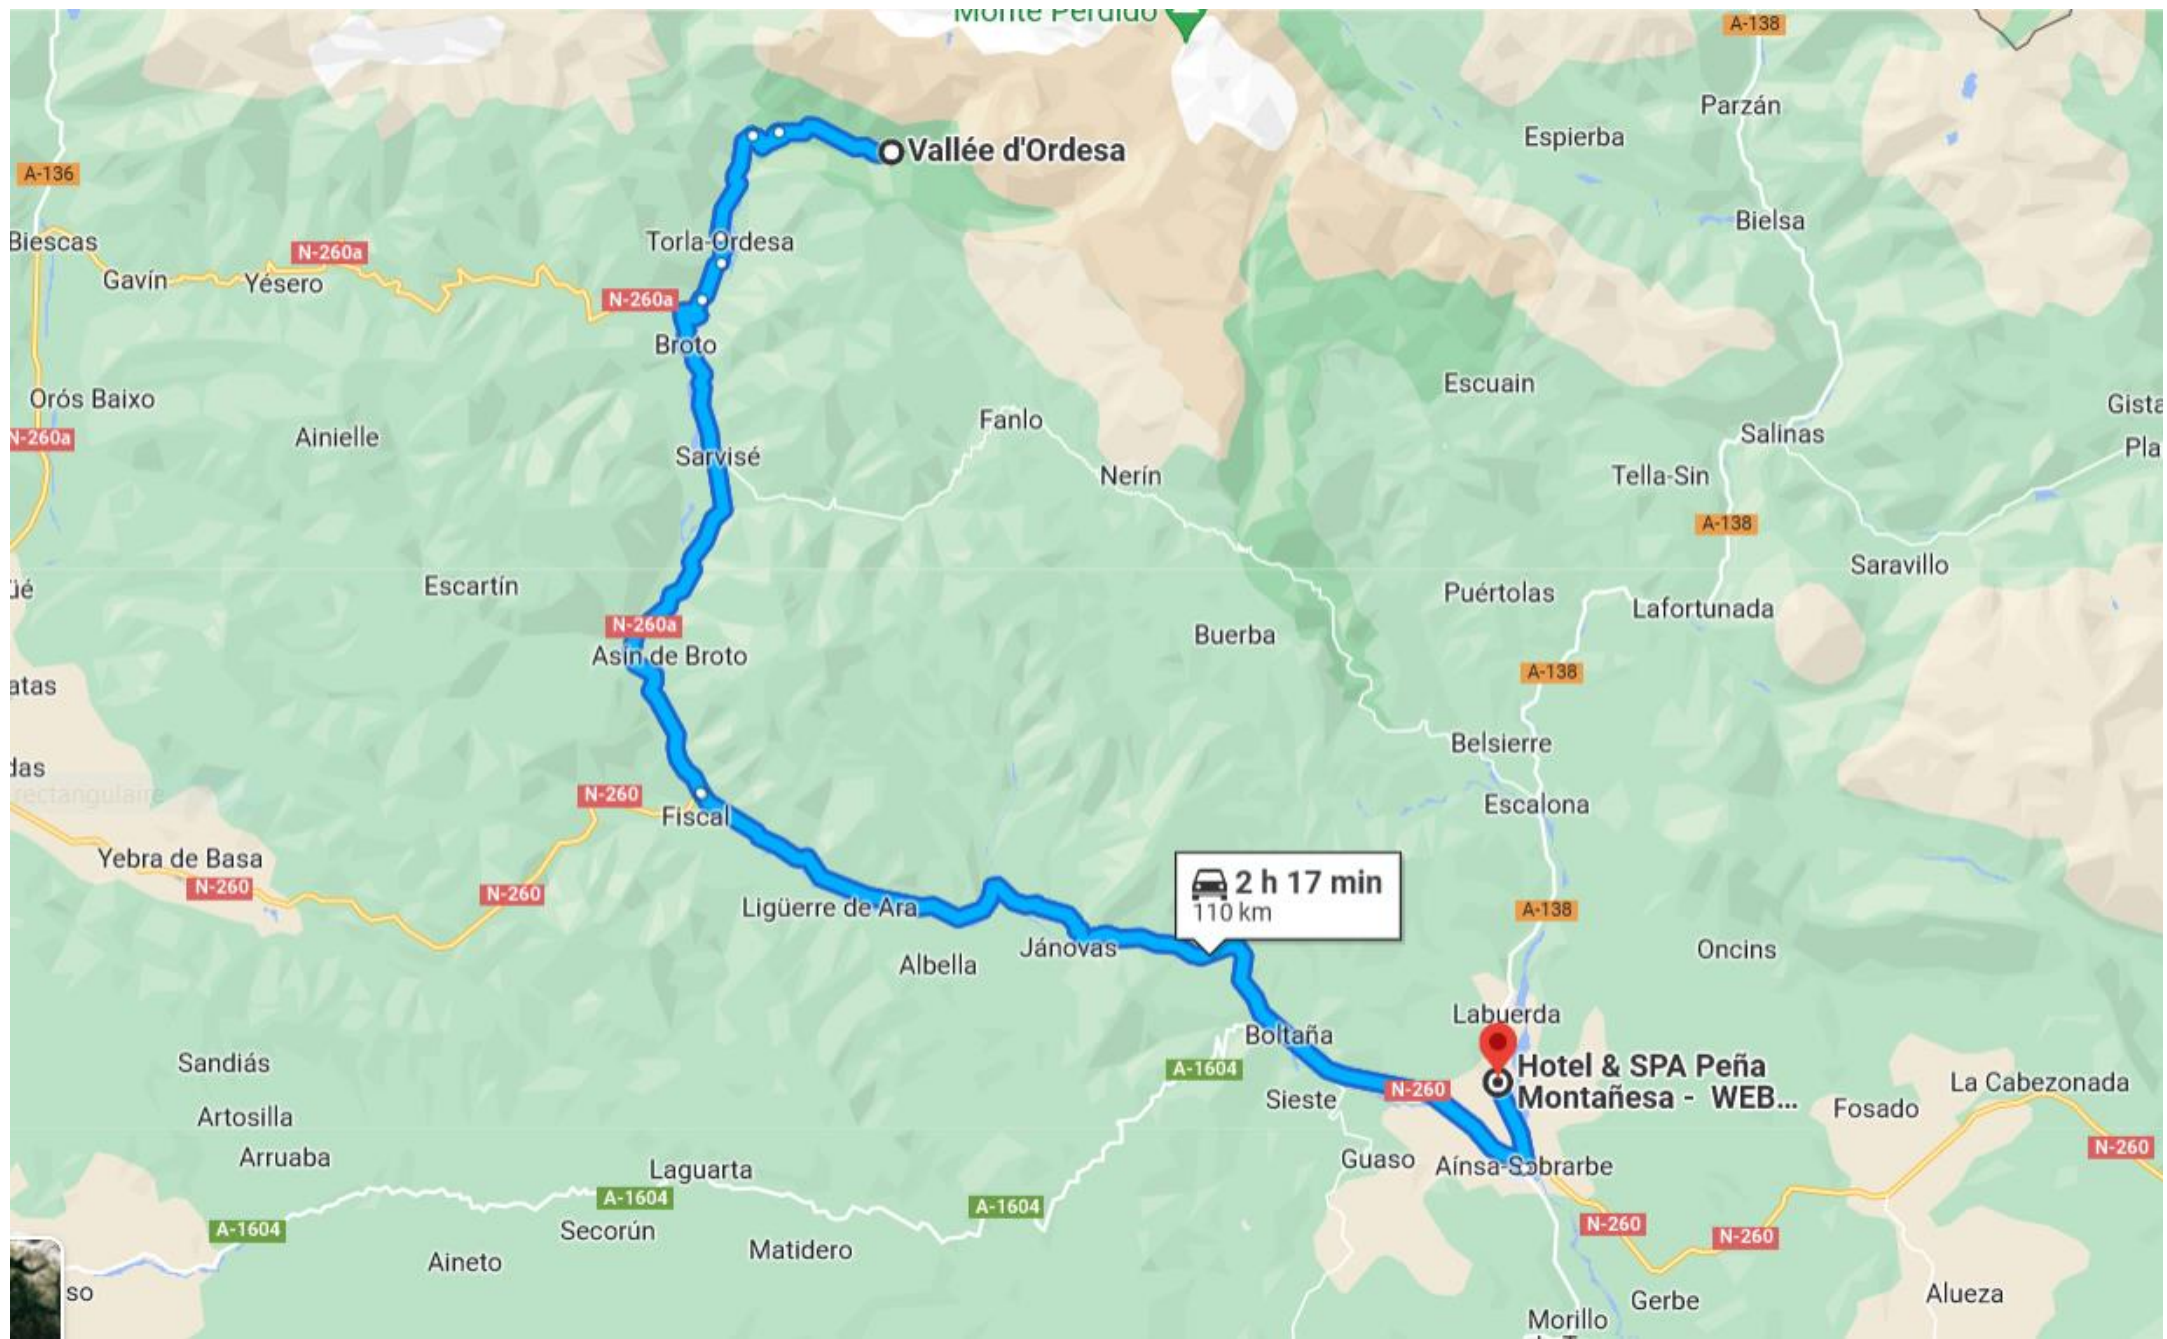 Monte Perdido
A-138
Parzán
Espierba
Vallée d'Ordesa
A-136
Bielsa
Biescas
N-260a
Torla-Ordesa
Gavín
Yésero
N-260a
Broto
Escuain
Orós Baixo
Gista
Fanlo
N-260a
Ainielle
Salinas
Pla
Sarvisé
Nerín
Tella-Sin
A-138
Saravillo
Escartín
üé
Puértolas
Lafortunada
N-260a
Buerba
Asín de Broto
A-138
atas
Belsierre
das
rectangulaire
N-260
Escalona
Fiscal
Yebra de Basa
N-260
N-260
2 h 17 min
110 km
Ligüerre de Ara
A-138
Jánovas
Oncins
Albella
Labuerda
Boltaña
Sandiás
A-1604
Hotel & SPA Peña
Montañesa - WEB...
La Cabezonada
N-260
Sieste
Fosado
Artosilla
N-260
Arruaba
Guaso
Aínsa-Sobrarbe
Laguarta
A-1604
A-1604
A-1604
Secorún
N-260
N-260
Matidero
Aineto
so
Gerbe
Alueza
Morillo